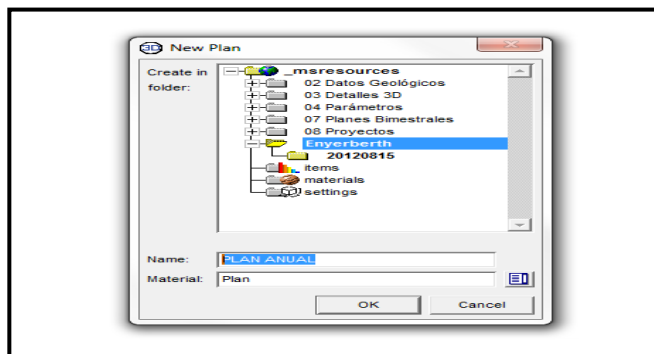 3D New Plan
Create in folder:
_msresources
02 Datos Geológicos
03 Detalles 3D
04 Parámetros
07 Planes Bimestrales
08 Proyectos
Enyerberth
20120815
items
materials
settings
Name: PLAN ANUAL
Material: Plan
OK Cancel